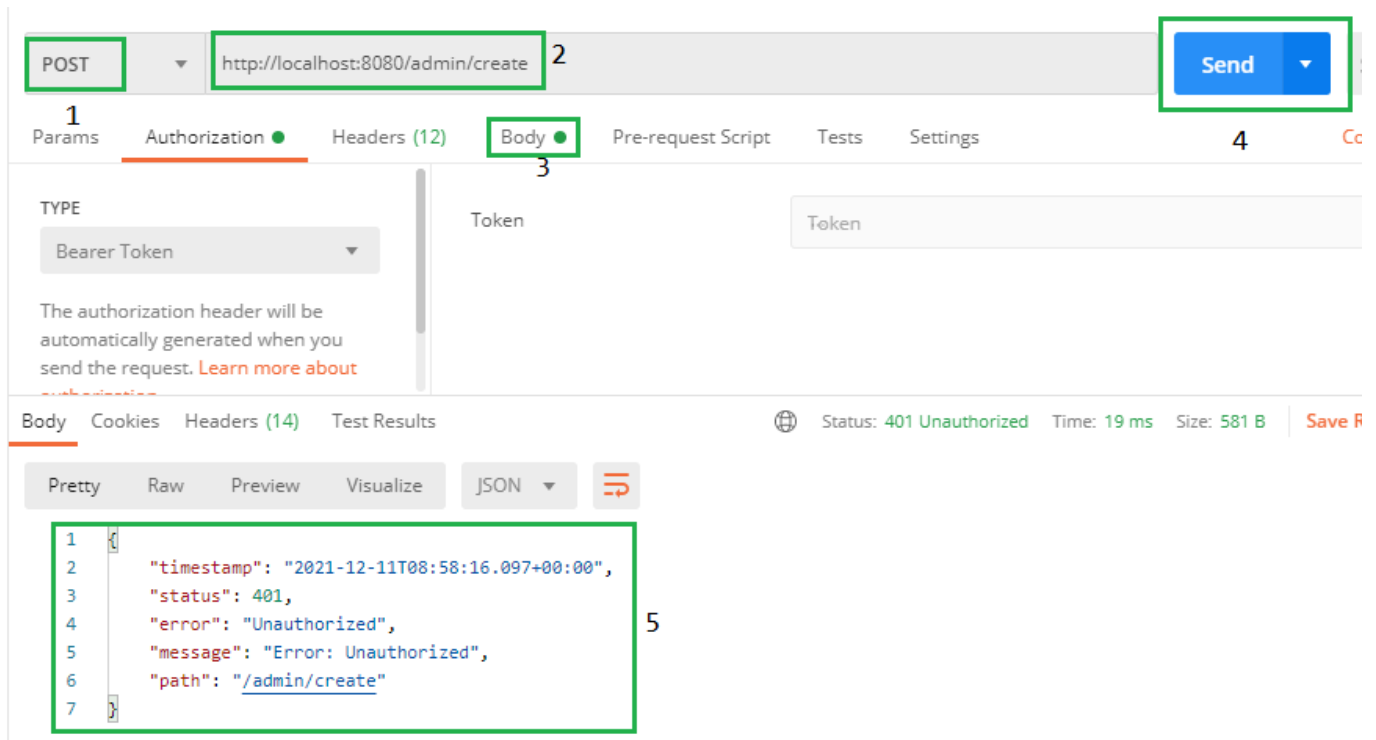 POST http://localhost:8080/admin/create 2 Send
1 4
Params Authorization Headers (12) Body Pre-request Script Tests Settings
3
TYPE
Token Token
Bearer Token
The authorization header will be
automatically generated when you
send the request. Learn more about
authorization
Body Cookies Headers (14) Test Results Status: 401 Unauthorized Time: 19 ms Size: 581 B Save R
Pretty Raw Preview Visualize JSON
1 {
2 "timestamp": "2021-12-11T08:58:16.097+00:00",
3 "status": 401,
4 "error": "Unauthorized", 5
5 "message": "Error: Unauthorized",
6 "path": "/admin/create"
7 }